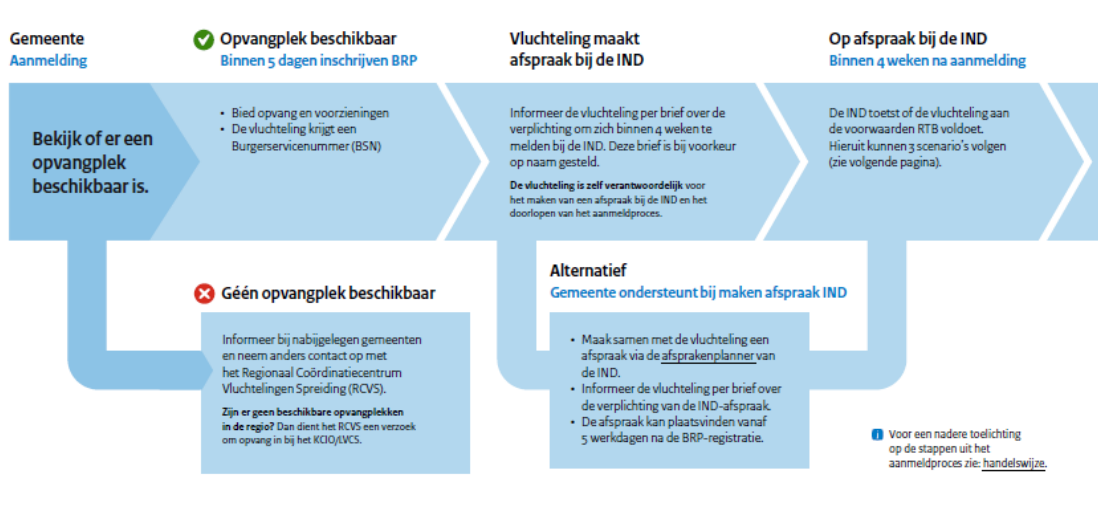 Gemeente
Aanmelding
Bekijk of er een
opvangplek
beschikbaar is.
Opvangplek beschikbaar
Binnen 5 dagen inschrijven BRP
• Bied opvang en voorzieningen
• De vluchteling krijgt een
Burgerservicenummer (BSN)
Vluchteling maakt
afspraak bij de IND
Informeer de vluchteling per brief over de
verplichting om zich binnen 4 weken te
melden bij de IND. Deze brief is bij voorkeur
op naam gesteld.
De vluchteling is zelf verantwoordelijk voor
het maken van een afspraak bij de IND en het
doorlopen van het aanmeldproces.
Op afspraak bij de IND
Binnen 4 weken na aanmelding
De IND toetst of de vluchteling aan
de voorwaarden RTB voldoet.
Hieruit kunnen 3 scenario's volgen
(zie volgende pagina).
Géén opvangplek beschikbaar
Informeer bij nabijgelegen gemeenten
en neem anders contact op met
het Regionaal Coördinatiecentrum
Vluchtelingen Spreiding (RCVS).
Zijn er geen beschikbare opvangplekken
in de regio? Dan dient het RCVS een verzoek
om opvang in bij het KCIO/LVCS.
Alternatief
Gemeente ondersteunt bij maken afspraak IND
• Maak samen met de vluchteling een
afspraak via de afsprakenplanner van
de IND.
• Informeer de vluchteling per brief over
de verplichting van de IND-afspraak.
• De afspraak kan plaatsvinden vanaf
5 werkdagen na de BRP-registratie.
i Voor een nadere toelichting
op de stappen uit het
aanmeldproces zie: handelswijze.